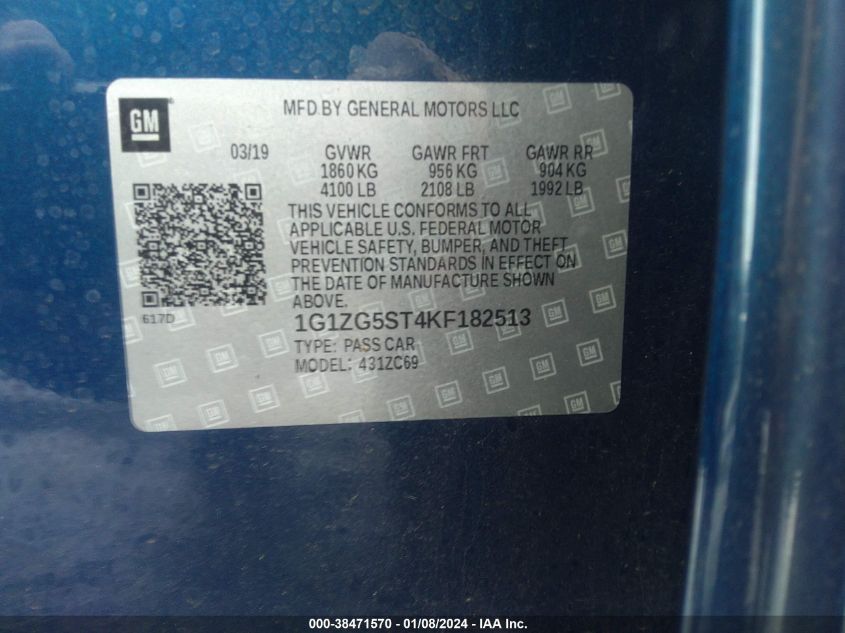 MFD BY GENERAL MOTORS LLC
GM
03/19 GVWR GAWR FRT GAWR RR
1860 KG 956 KG 904 KG
4100 LB 2108 LB 1992 LB
THIS VEHICLE CONFORMS TO ALL
APPLICABLE U.S. FEDERAL MOTOR
VEHICLE SAFETY, BUMPER, AND THEFT
PREVENTION STANDARDS IN EFFECT ON
THE DATE OF MANUFACTURE SHOWN
ABOVE.
617D
1G1ZG5ST4KF182513
TYPE: PASS CAR
MODEL: 431ZC69
000-38471570 - 01/08/2024 - IAA Inc.